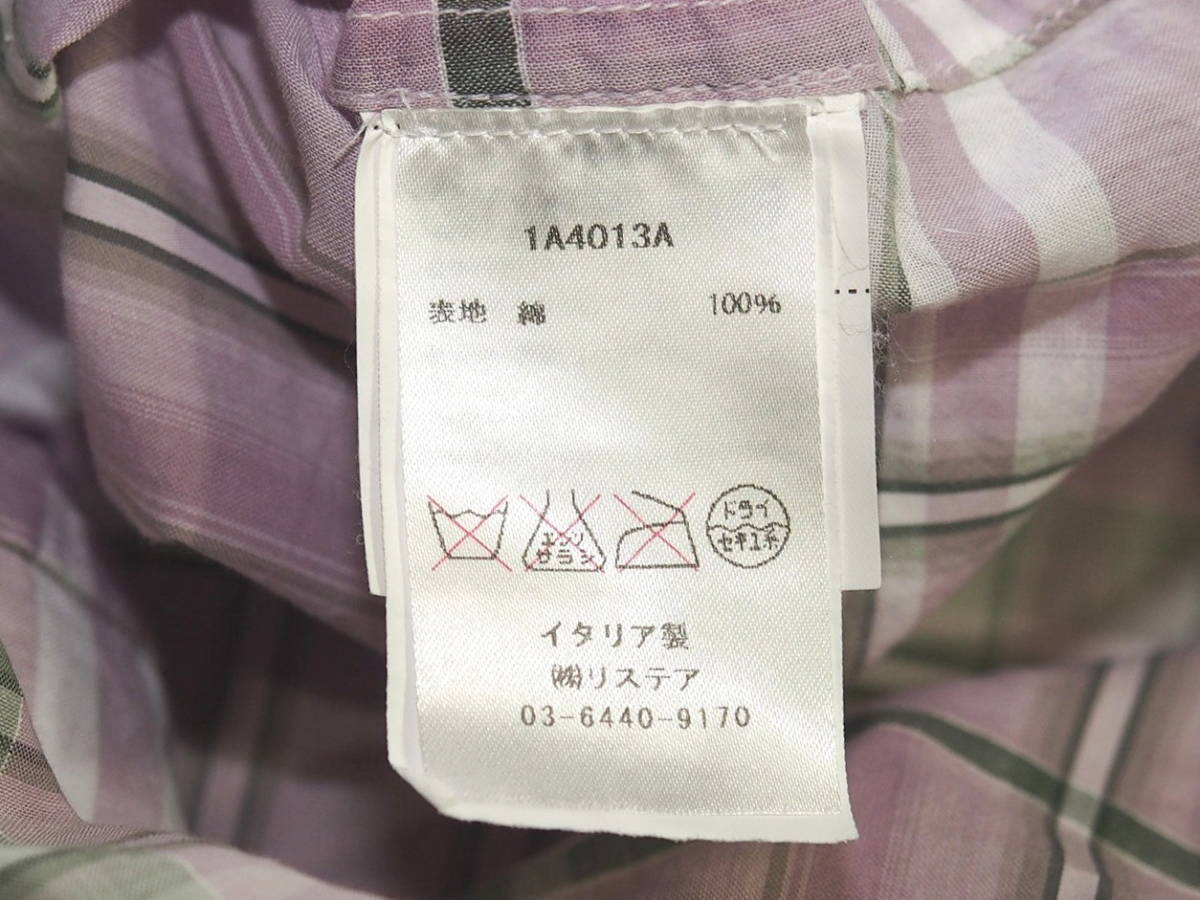 1A4013A
表地 綿 100%
エンソ サラシ ドライ セキユ系
イタリア製
㈱リステア
03-6440-9170